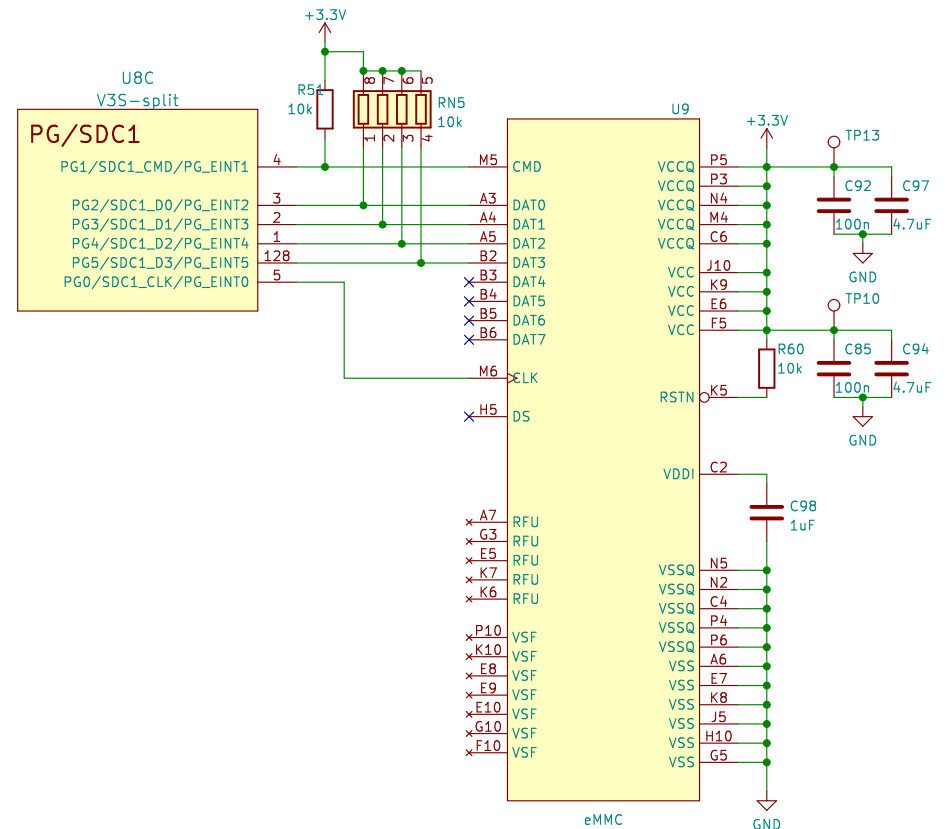 +3.3V
U8C
V3S-split
PG/SDC1
PG1/SDC1_CMD/PG_EINT1 4
PG2/SDC1_D0/PG_EINT2 3
PG3/SDC1_D1/PG_EINT3 2
PG4/SDC1_D2/PG_EINT4 1
PG5/SDC1_D3/PG_EINT5 128
PG0/SDC1_CLK/PG_EINT0 5
R51
10k
8 7 6 5
RN5
10k
1 2 3 4
U9
M5 CMD
A3 DAT0
A4 DAT1
A5 DAT2
B2 DAT3
B3 DAT4
B4 DAT5
B5 DAT6
B6 DAT7
M6 CLK
H5 DS
A7 RFU
G3 RFU
E5 RFU
K7 RFU
K6 RFU
P10 VSF
K10 VSF
E8 VSF
E9 VSF
E10 VSF
G10 VSF
F10 VSF
VCCQ P5
VCCQ P3
VCCQ N4
VCCQ M4
VCCQ C6
VCC J10
VCC K9
VCC E6
VCC F5
RSTN K5
VDDI C2
VSSQ N5
VSSQ N2
VSSQ C4
VSSQ P4
VSSQ P6
VSS A6
VSS E7
VSS K8
VSS J5
VSS H10
VSS G5
eMMC
+3.3V
TP13
C92
100n
C97
4.7uF
GND
TP10
R60
10k
C85
100n
C94
4.7uF
GND
C98
1uF
GND